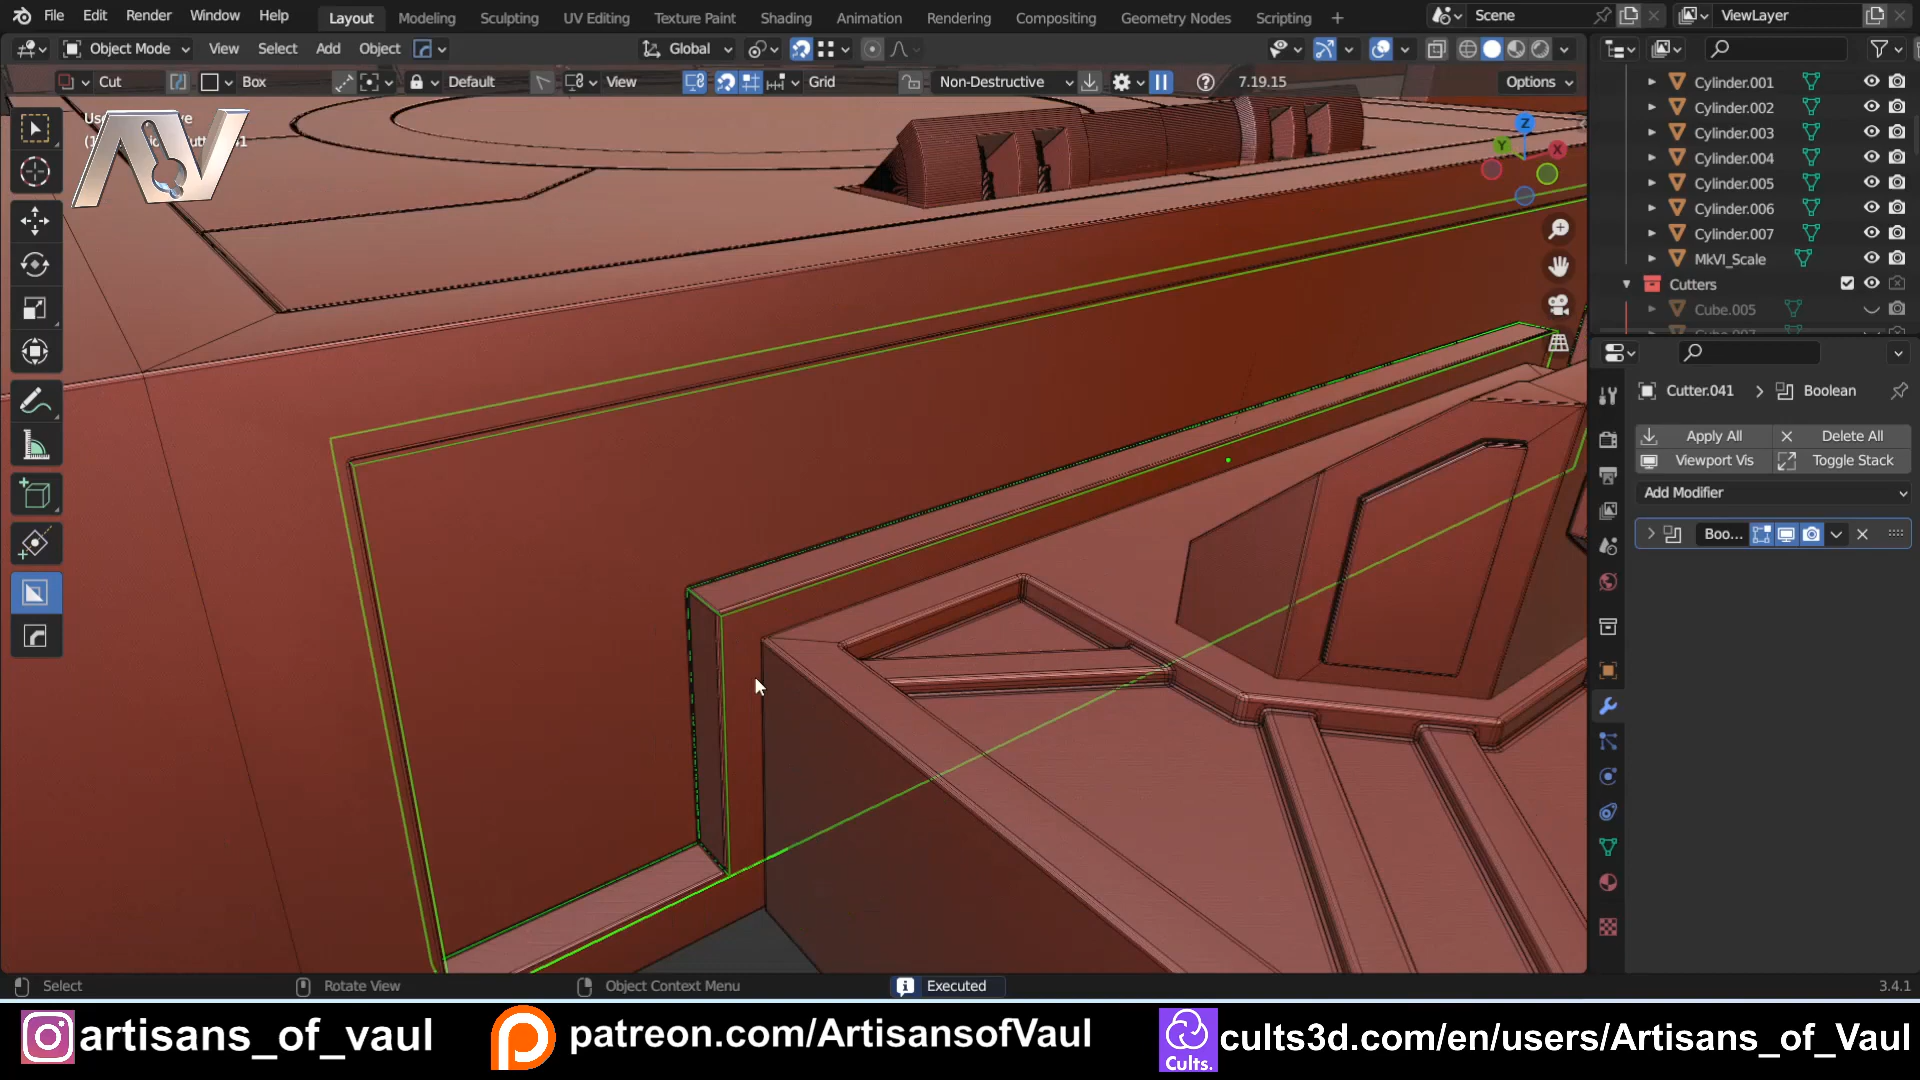 File Edit Render Window Help Layout Modeling Sculpting UV Editing Texture Paint Shading Animation Rendering Compositing Geometry Nodes Scripting + Scene ViewLayer
Object Mode View Select Add Object Global
Cut Box Default View Grid Non-Destructive 7.19.15 Options
AV
Z
Y
X
Cylinder.001
Cylinder.002
Cylinder.003
Cylinder.004
Cylinder.005
Cylinder.006
Cylinder.007
MkVI_Scale
Cutters
Cube.005
Cutter.041 > Boolean
Apply All Delete All
Viewport Vis Toggle Stack
Add Modifier
Boo...
Select Rotate View Object Context Menu Executed 3.4.1
artisans_of_vaul patreon.com/ArtisansofVaul cults3d.com/en/users/Artisans_of_Vaul
Cults.